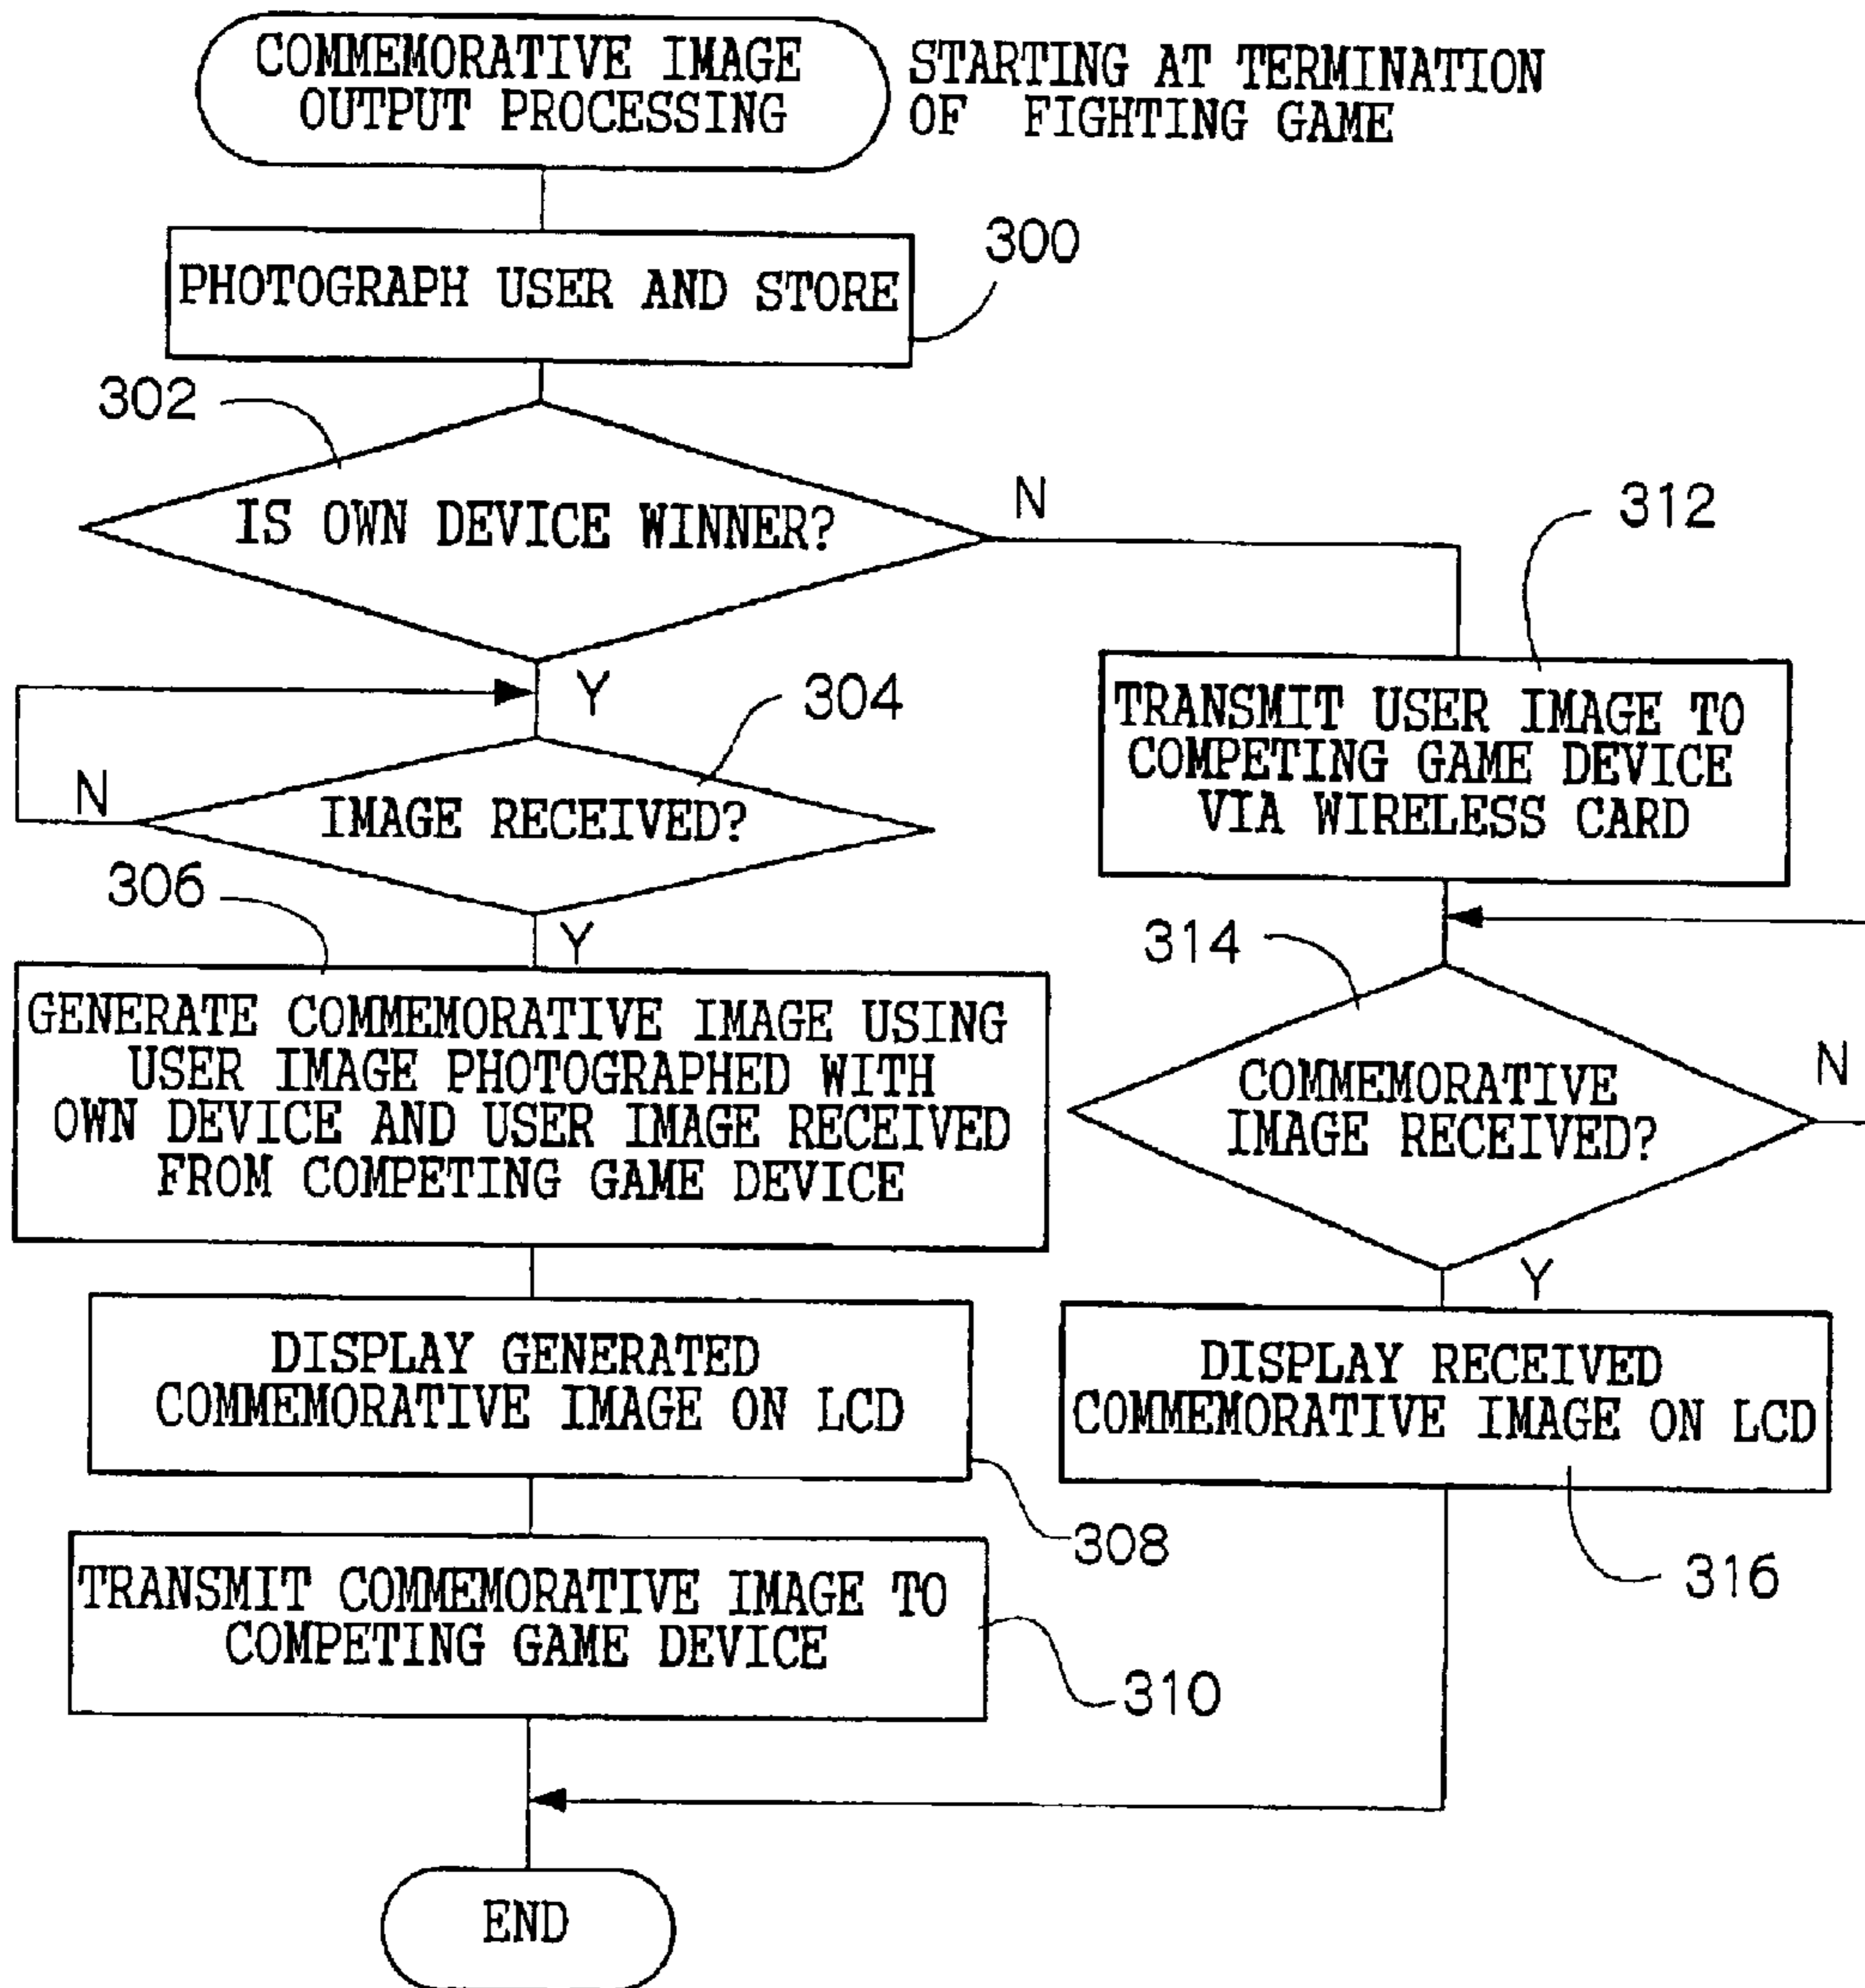 COMMEMORATIVE IMAGE
OUTPUT PROCESSING
STARTING AT TERMINATION
OF FIGHTING GAME
300
PHOTOGRAPH USER AND STORE
302
IS OWN DEVICE WINNER?
N
Y
304
IMAGE RECEIVED?
N
Y
306
GENERATE COMMEMORATIVE IMAGE USING
USER IMAGE PHOTOGRAPHED WITH
OWN DEVICE AND USER IMAGE RECEIVED
FROM COMPETING GAME DEVICE
DISPLAY GENERATED
COMMEMORATIVE IMAGE ON LCD
308
TRANSMIT COMMEMORATIVE IMAGE TO
COMPETING GAME DEVICE
310
312
TRANSMIT USER IMAGE TO
COMPETING GAME DEVICE
VIA WIRELESS CARD
314
COMMEMORATIVE
IMAGE RECEIVED?
N
Y
DISPLAY RECEIVED
COMMEMORATIVE IMAGE ON LCD
316
END